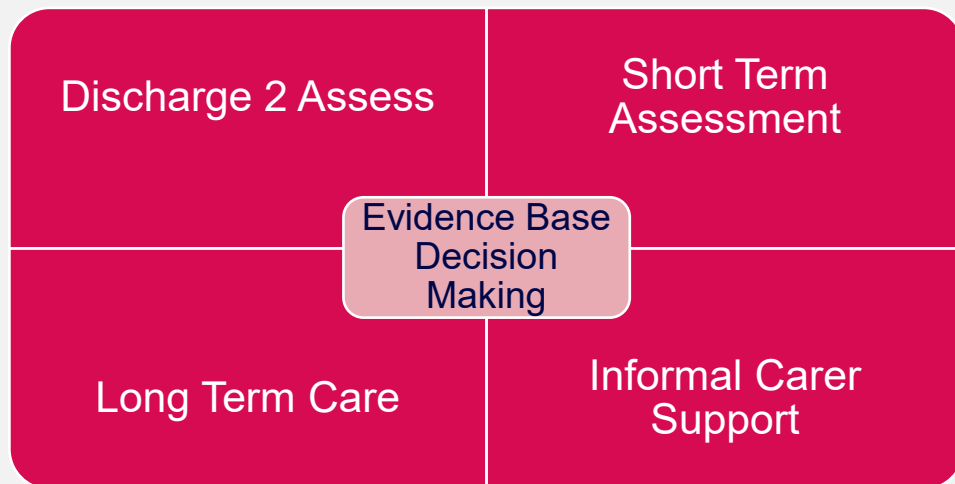 Discharge 2 Assess
Short Term
Assessment
Evidence Base
Decision
Making
Long Term Care
Informal Carer
Support